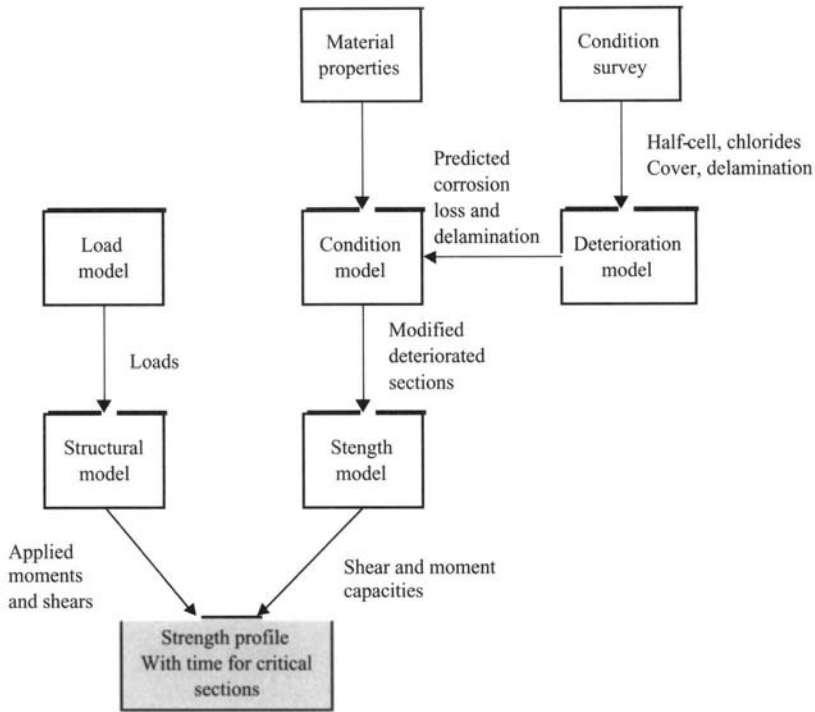 Material
properties
Condition
survey
Half-cell, chlorides
Cover, delamination
Predicted
corrosion
loss and
delamination
Load
model
Condition
model
Deterioration
model
Loads
Modified
deteriorated
sections
Structural
model
Stength
model
Applied
moments
and shears
Shear and moment
capacities
Strength profile
With time for critical
sections